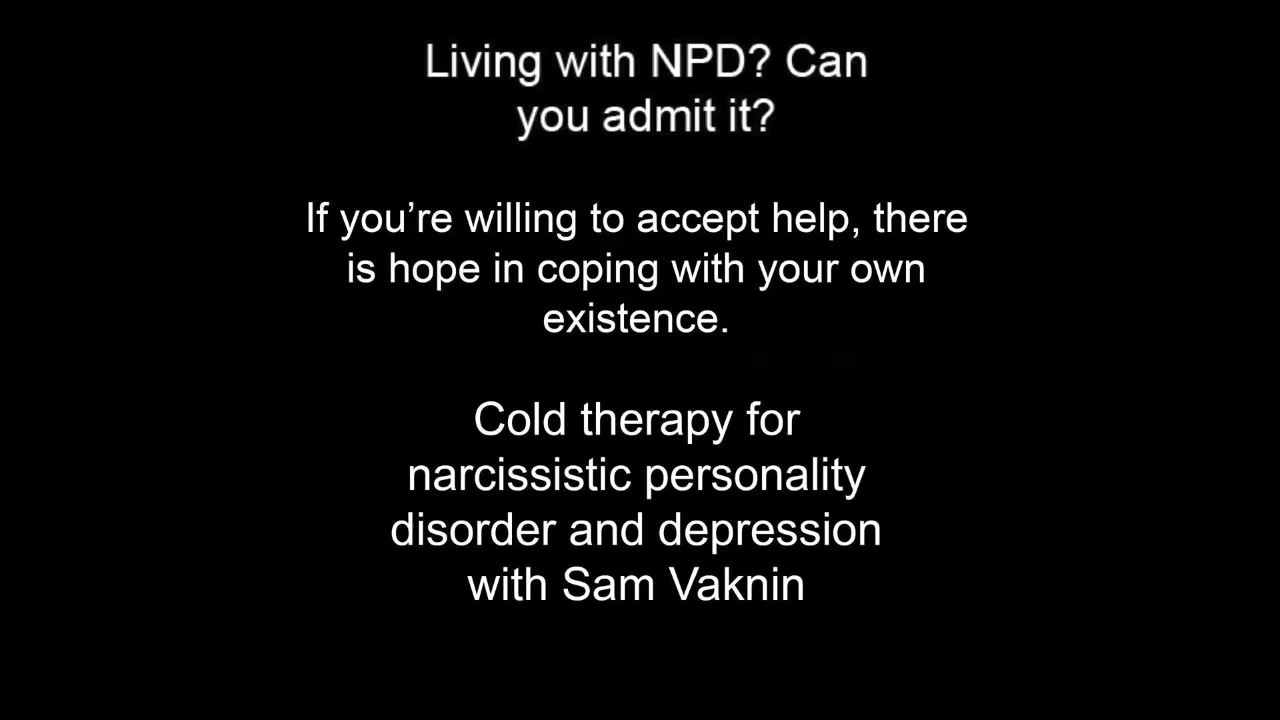 Living with NPD? Can
you admit it?
If you’re willing to accept help, there
is hope in coping with your own
existence.
Cold therapy for
narcissistic personality
disorder and depression
with Sam Vaknin